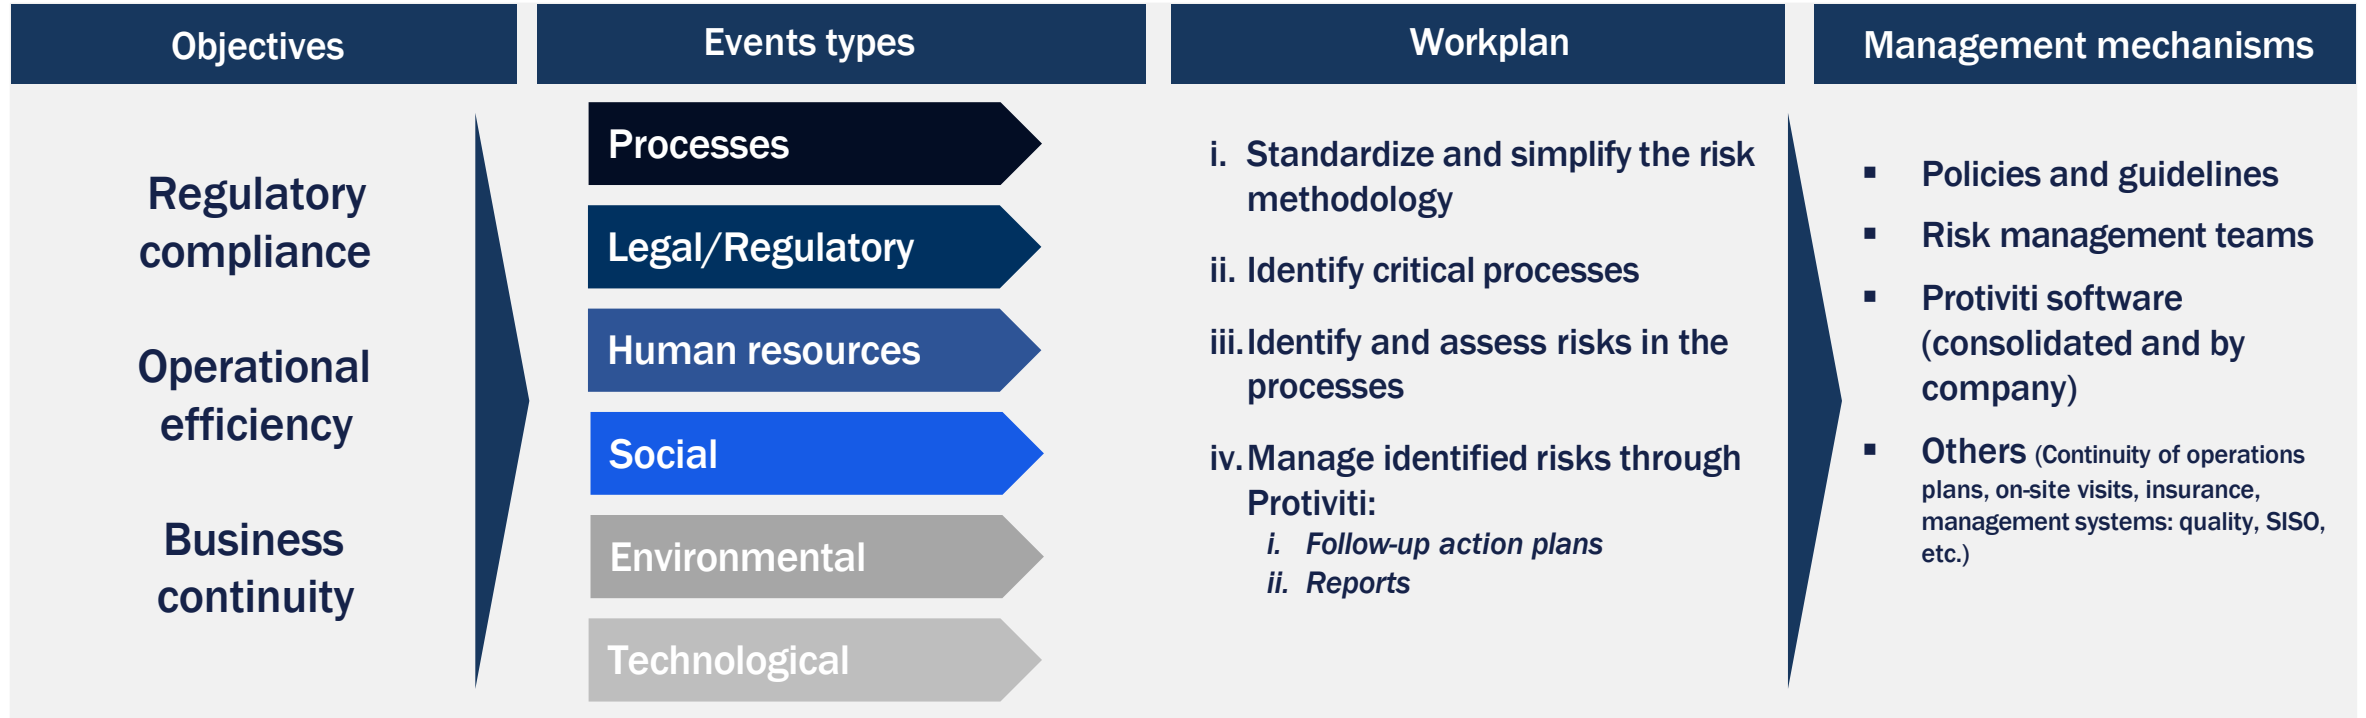 Objectives
Regulatory
compliance
Operational
efficiency
Business
continuity
Events types
Processes
Legal/Regulatory
Human resources
Social
Environmental
Technological
Workplan
i. Standardize and simplify the risk
methodology
ii. Identify critical processes
iii. Identify and assess risks in the
processes
iv. Manage identified risks through
Protiviti:
i. Follow-up action plans
ii. Reports
Management mechanisms
▪ Policies and guidelines
▪ Risk management teams
▪ Protiviti software
(consolidated and by
company)
▪ Others (Continuity of operations
plans, on-site visits, insurance,
management systems: quality, SISO,
etc.)